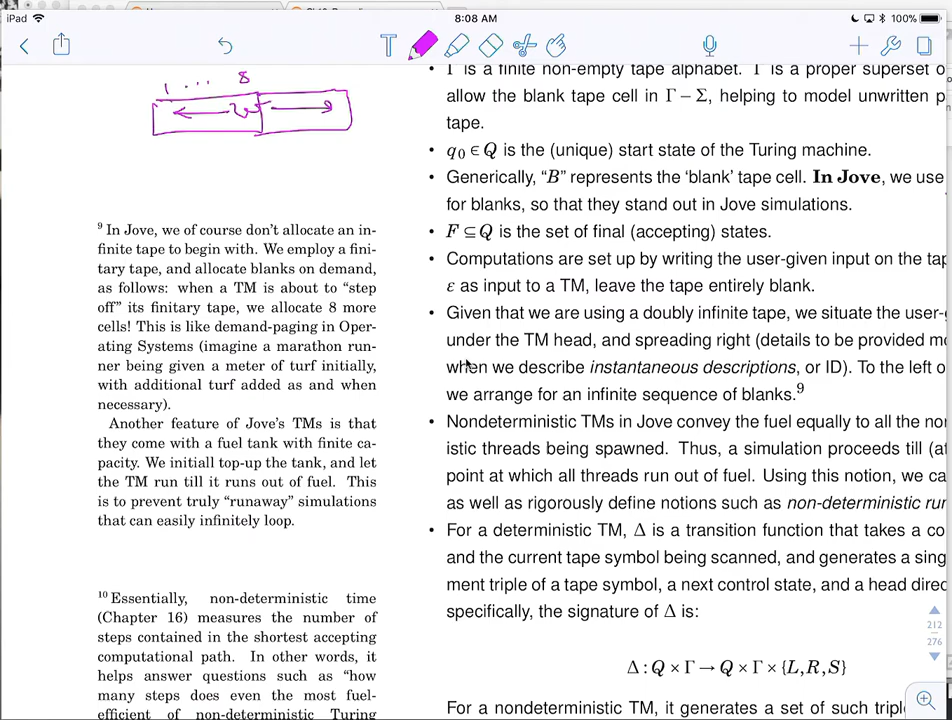 iPad
8:08 AM
100%
T
1 ... 8
Γ is a finite non-empty tape alphabet. Γ is a proper superset o
allow the blank tape cell in Γ − Σ, helping to model unwritten p
tape.
• q₀ ∈ Q is the (unique) start state of the Turing machine.
• Generically, “B” represents the ‘blank’ tape cell. In Jove, we use
for blanks, so that they stand out in Jove simulations.
• F ⊆ Q is the set of final (accepting) states.
• Computations are set up by writing the user-given input on the tap
ε as input to a TM, leave the tape entirely blank.
• Given that we are using a doubly infinite tape, we situate the user-
under the TM head, and spreading right (details to be provided mo
when we describe instantaneous descriptions, or ID). To the left o
we arrange for an infinite sequence of blanks.⁹
• Nondeterministic TMs in Jove convey the fuel equally to all the no
istic threads being spawned. Thus, a simulation proceeds till (a
point at which all threads run out of fuel. Using this notion, we ca
as well as rigorously define notions such as non-deterministic ru
• For a deterministic TM, Δ is a transition function that takes a co
and the current tape symbol being scanned, and generates a sing
ment triple of a tape symbol, a next control state, and a head direc
specifically, the signature of Δ is:
Δ : Q × Γ → Q × Γ × {L,R,S}
For a nondeterministic TM, it generates a set of such triple
⁹ In Jove, we of course don’t allocate an in-
finite tape to begin with. We employ a fini-
tary tape, and allocate blanks on demand,
as follows: when a TM is about to “step
off” its finitary tape, we allocate 8 more
cells! This is like demand-paging in Oper-
ating Systems (imagine a marathon run-
ner being given a meter of turf initially,
with additional turf added as and when
necessary).
Another feature of Jove’s TMs is that
they come with a fuel tank with finite ca-
pacity. We initiall top-up the tank, and let
the TM run till it runs out of fuel. This
is to prevent truly “runaway” simulations
that can easily infinitely loop.
¹⁰ Essentially, non-deterministic time
(Chapter 16) measures the number of
steps contained in the shortest accepting
computational path. In other words, it
helps answer questions such as “how
many steps does even the most fuel-
efficient of non-deterministic Turing
212
276